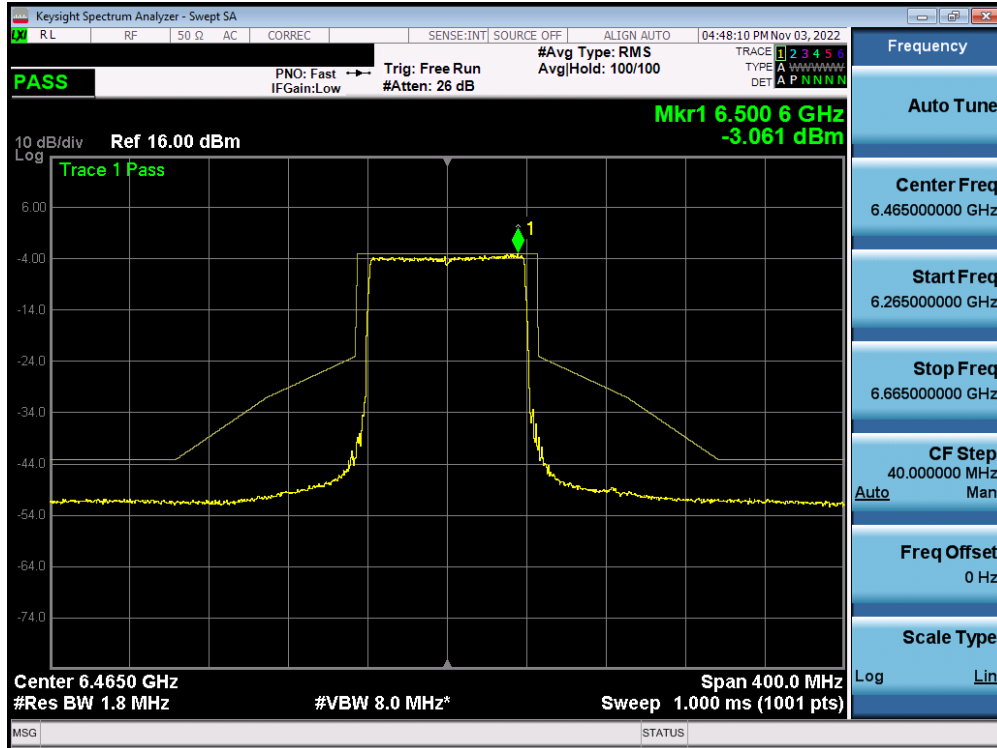 Keysight Spectrum Analyzer - Swept SA
LXI RL RF 50 Ω AC CORREC SENSE:INT SOURCE OFF ALIGN AUTO 04:48:10 PM Nov 03, 2022
PASS
PNO: Fast
IFGain:Low
Trig: Free Run
#Atten: 26 dB
#Avg Type: RMS
Avg|Hold: 100/100
TRACE 1 2 3 4 5 6
TYPE A WWWWW
DET A P N N N N
Mkr1 6.500 6 GHz
-3.061 dBm
10 dB/div Ref 16.00 dBm
Log
Trace 1 Pass
1
6.00
-4.00
-14.0
-24.0
-34.0
-44.0
-54.0
-64.0
-74.0
Center 6.4650 GHz Span 400.0 MHz
#Res BW 1.8 MHz #VBW 8.0 MHz* Sweep 1.000 ms (1001 pts)
MSG STATUS
Frequency
Auto Tune
Center Freq
6.465000000 GHz
Start Freq
6.265000000 GHz
Stop Freq
6.665000000 GHz
CF Step
40.000000 MHz
Auto Man
Freq Offset
0 Hz
Scale Type
Log Lin